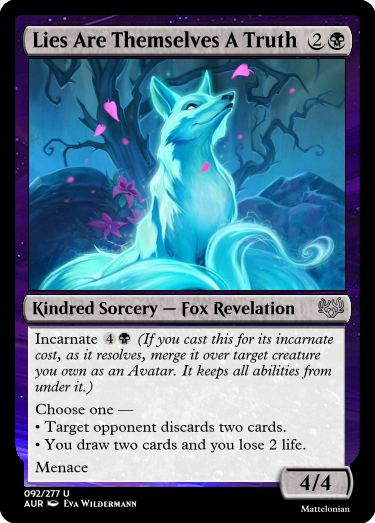 Lies Are Themselves A Truth 2
Kindred Sorcery — Fox Revelation
Incarnate 4 (If you cast this for its incarnate
cost, as it resolves, merge it over target creature
you own as an Avatar. It keeps all abilities from
under it.)
Choose one —
• Target opponent discards two cards.
• You draw two cards and you lose 2 life.
Menace
4/4
092/277 U
AUR Eva Wildermann
Mattelonian